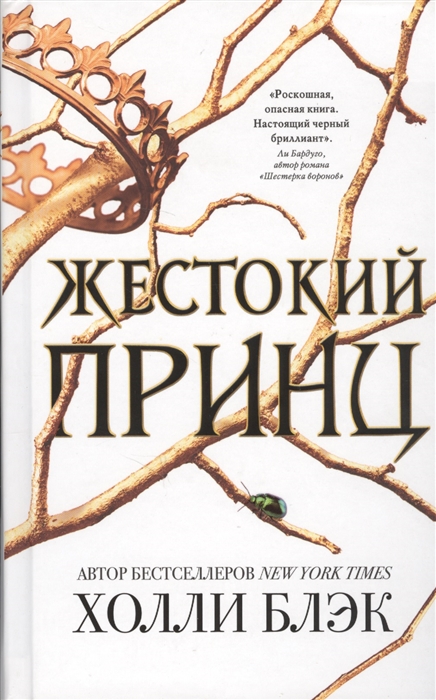 «Роскошная,
опасная книга.
Настоящий черный
бриллиант».
Ли Бардуго,
автор романа
«Шестерка воронов»
ЖЕСТОКИЙ
ПРИНЦ
АВТОР БЕСТСЕЛЛЕРОВ NEW YORK TIMES
ХОЛЛИ БЛЭК